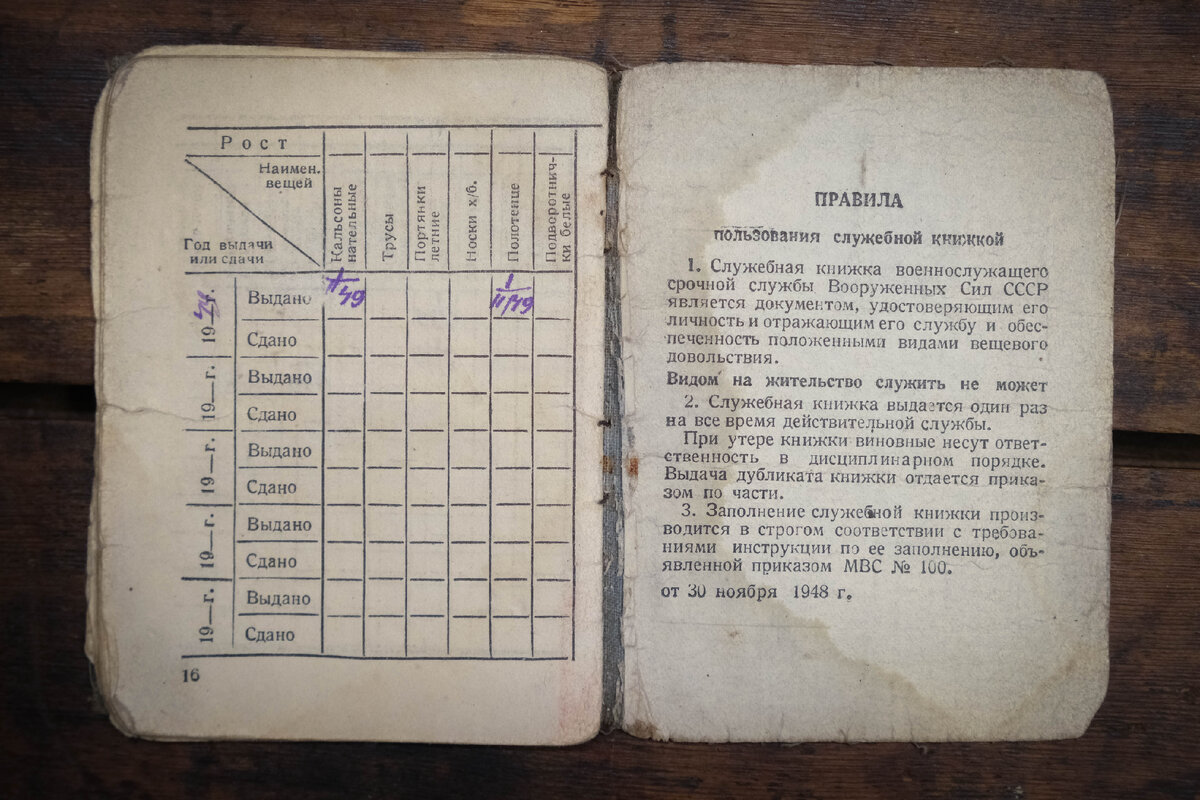 Рост
Наимен.
вещей
Год выдачи
или сдачи
Кальсоны
нательные
Трусы
Портянки
летние
Носки х/б.
Полотенце
Подворотнич-
ки белые
19—г.
Выдано
Сдано
19—г.
Выдано
Сдано
19—г.
Выдано
Сдано
19—г.
Выдано
Сдано
19—г.
Выдано
Сдано
16
ПРАВИЛА
пользования служебной книжкой
1. Служебная книжка военнослужащего
срочной службы Вооруженных Сил СССР
является документом, удостоверяющим его
личность и отражающим его службу и обес-
печенность положенными видами вещевого
довольствия.
Видом на жительство служить не может
2. Служебная книжка выдается один раз
на все время действительной службы.
При утере книжки виновные несут ответ-
ственность в дисциплинарном порядке.
Выдача дубликата книжки отдается прика-
зом по части.
3. Заполнение служебной книжки произ-
водится в строгом соответствии с требова-
ниями инструкции по ее заполнению, объ-
явленной приказом МВС № 100.
от 30 ноября 1948 г.